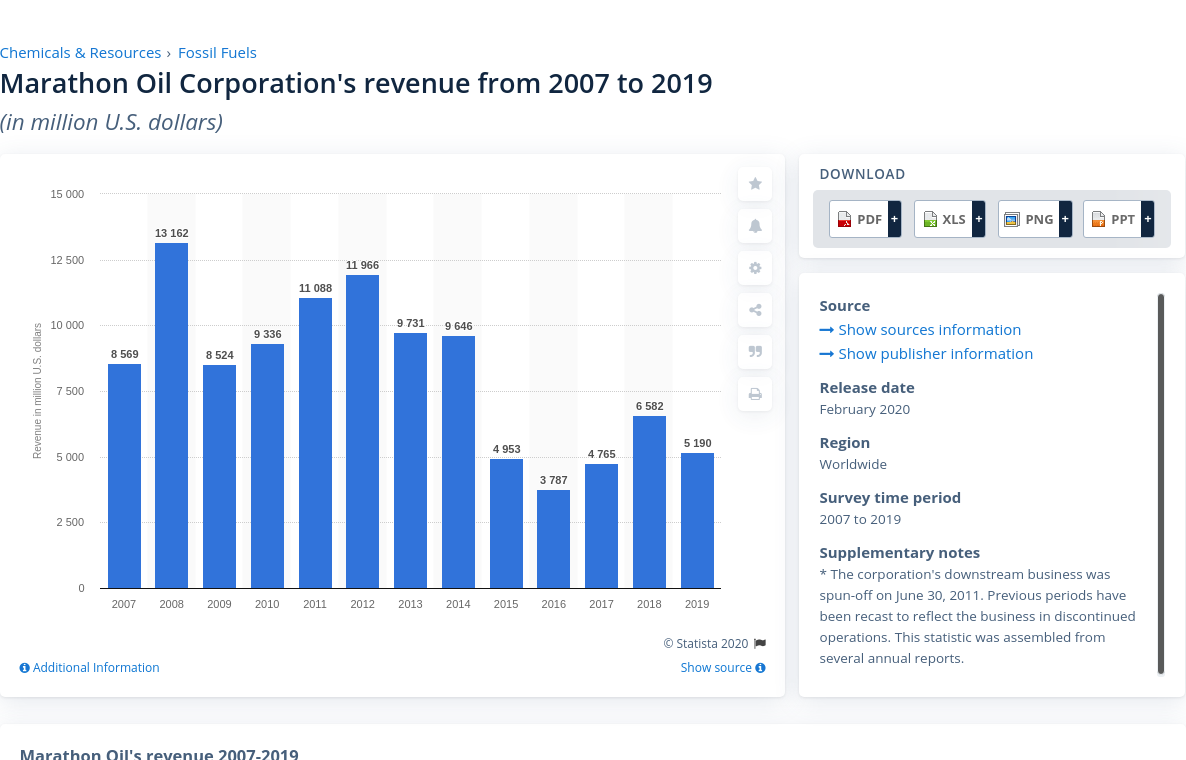 Chemicals & Resources › Fossil Fuels
Marathon Oil Corporation's revenue from 2007 to 2019
(in million U.S. dollars)
15 000
12 500
10 000
7 500
5 000
2 500
0
Revenue in million U.S. dollars
8 569
13 162
8 524
9 336
11 088
11 966
9 731
9 646
4 953
3 787
4 765
6 582
5 190
2007 2008 2009 2010 2011 2012 2013 2014 2015 2016 2017 2018 2019
© Statista 2020
Additional Information
Show source
DOWNLOAD
PDF + XLS + PNG + PPT +
Source
Show sources information
Show publisher information
Release date
February 2020
Region
Worldwide
Survey time period
2007 to 2019
Supplementary notes
* The corporation's downstream business was
spun-off on June 30, 2011. Previous periods have
been recast to reflect the business in discontinued
operations. This statistic was assembled from
several annual reports.
Marathon Oil's revenue 2007-2019